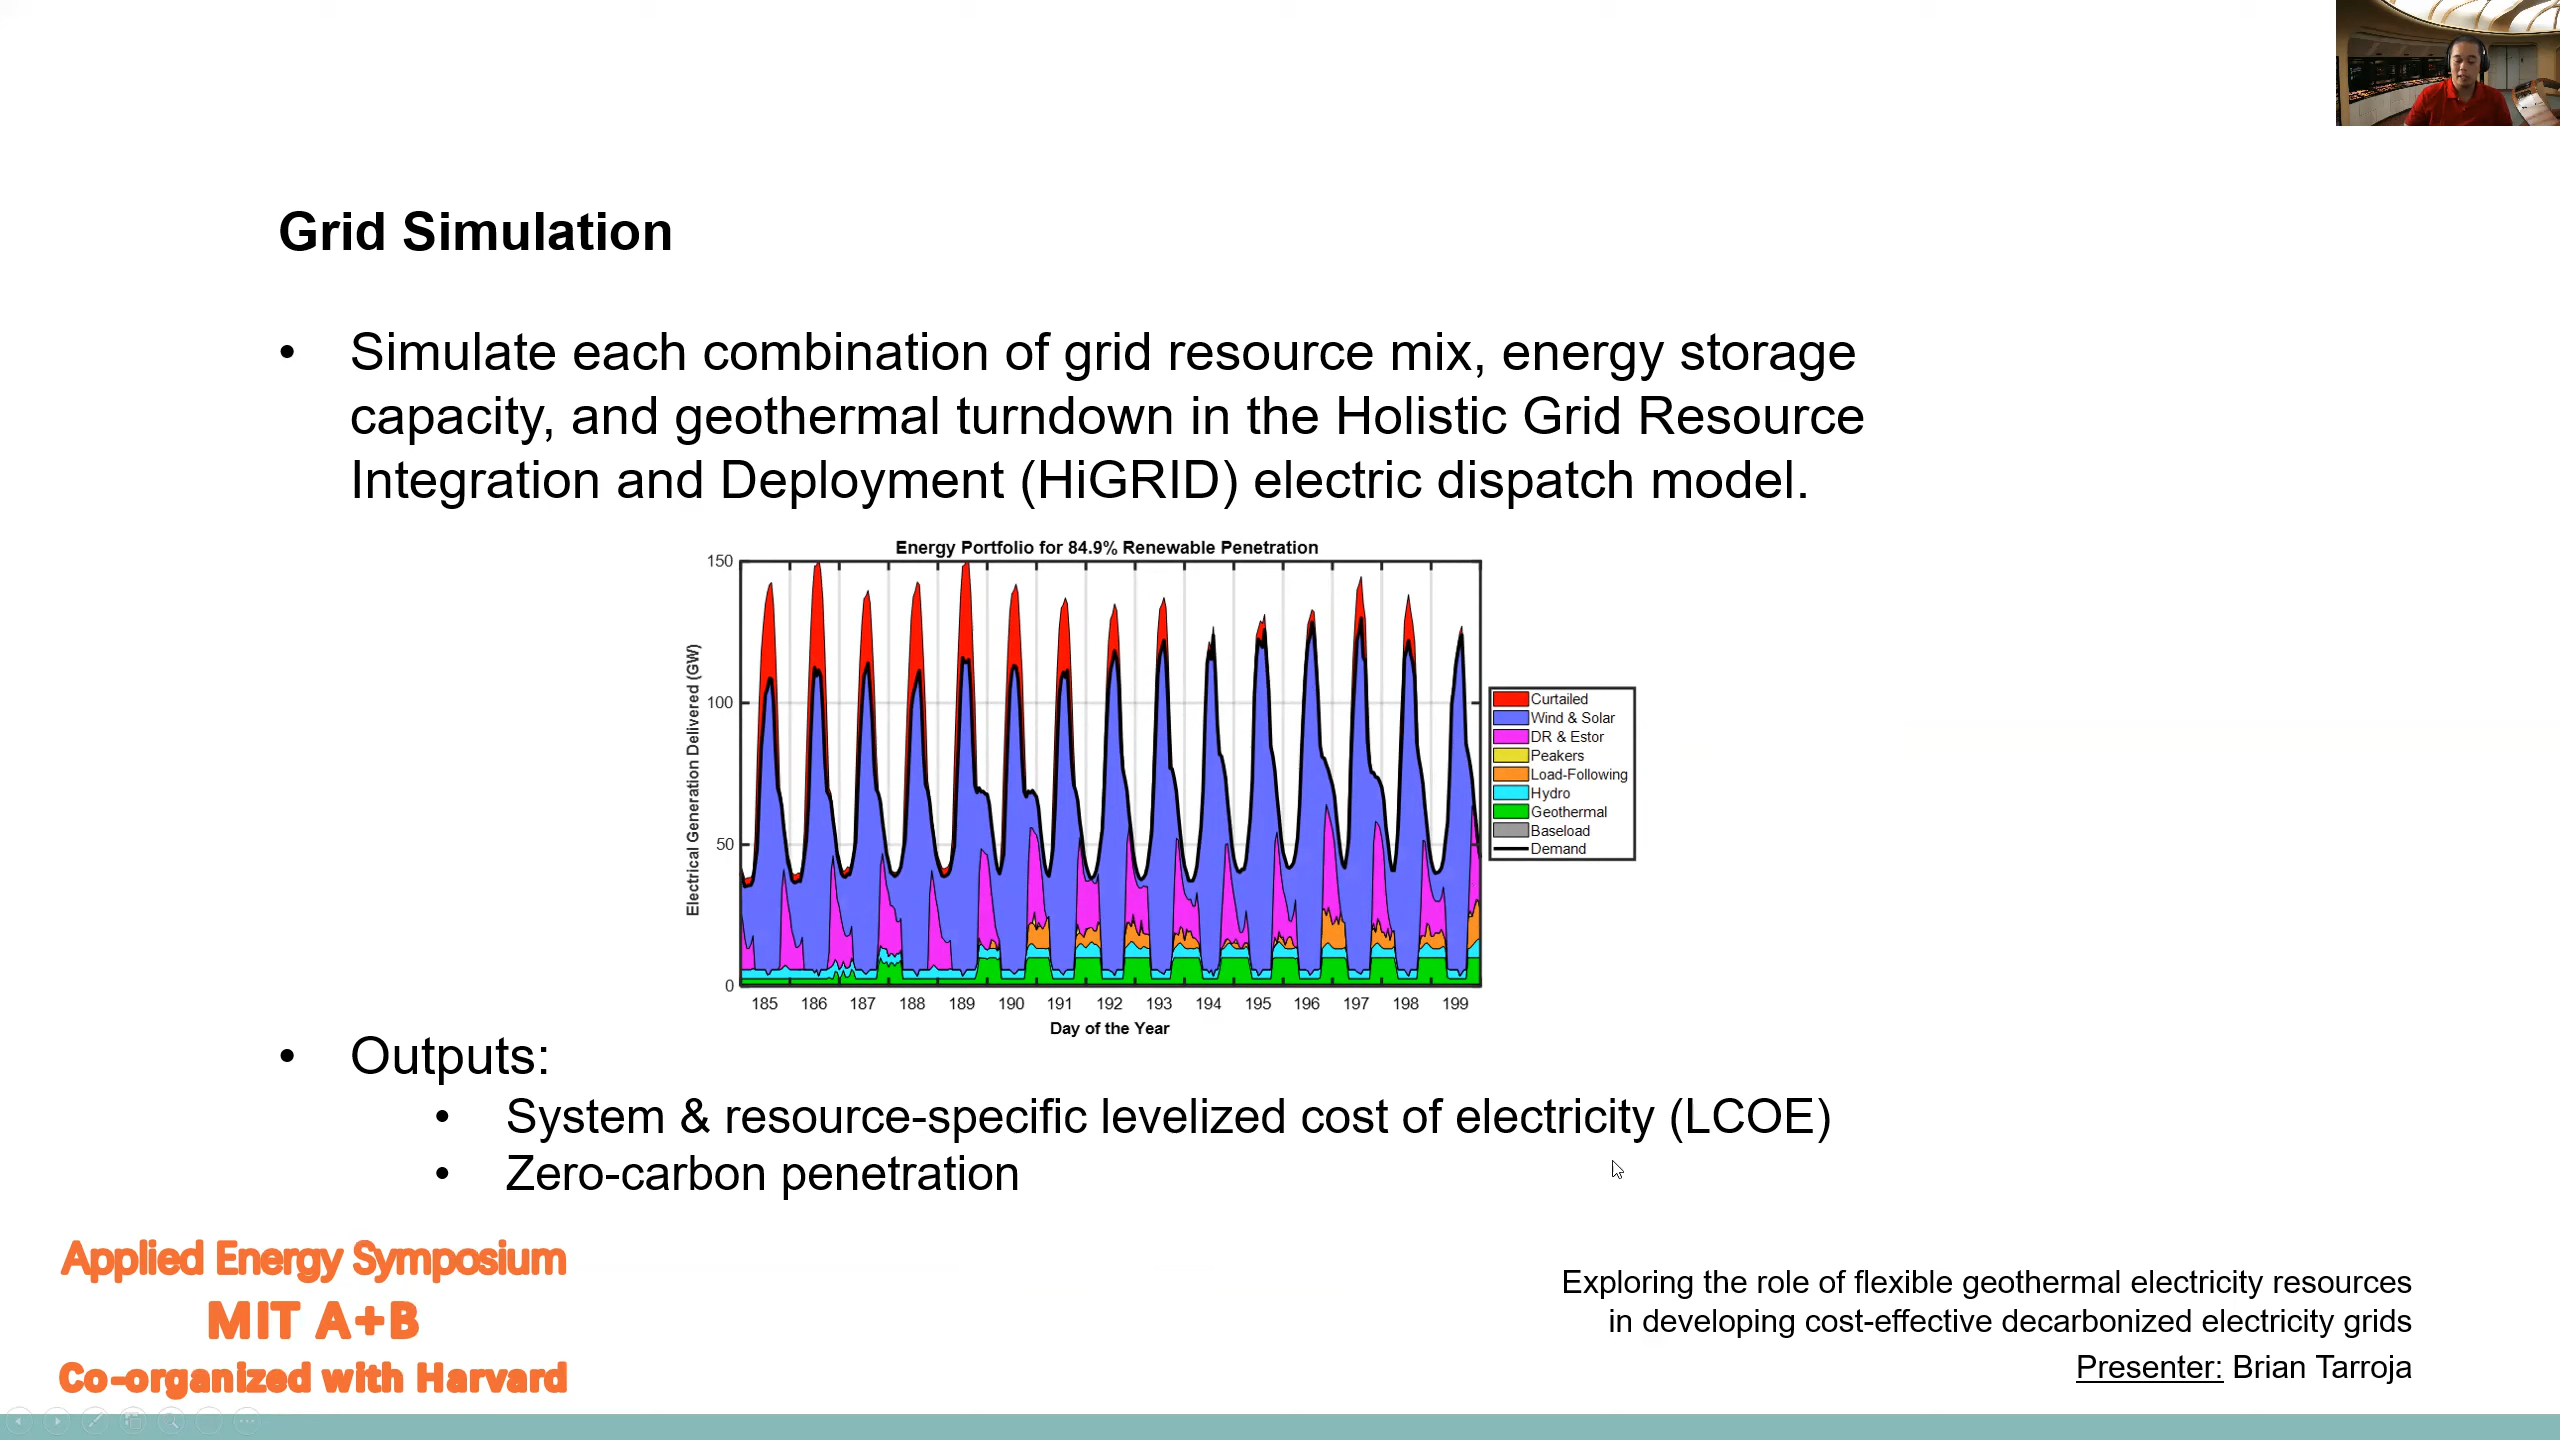 Grid Simulation
• Simulate each combination of grid resource mix, energy storage
capacity, and geothermal turndown in the Holistic Grid Resource
Integration and Deployment (HiGRID) electric dispatch model.
Energy Portfolio for 84.9% Renewable Penetration
Electrical Generation Delivered (GW)
150
100
50
0
185 186 187 188 189 190 191 192 193 194 195 196 197 198 199
Day of the Year
Curtailed
Wind & Solar
DR & Estor
Peakers
Load-Following
Hydro
Geothermal
Baseload
Demand
• Outputs:
• System & resource-specific levelized cost of electricity (LCOE)
• Zero-carbon penetration
Applied Energy Symposium
MIT A+B
Co-organized with Harvard
Exploring the role of flexible geothermal electricity resources
in developing cost-effective decarbonized electricity grids
Presenter: Brian Tarroja